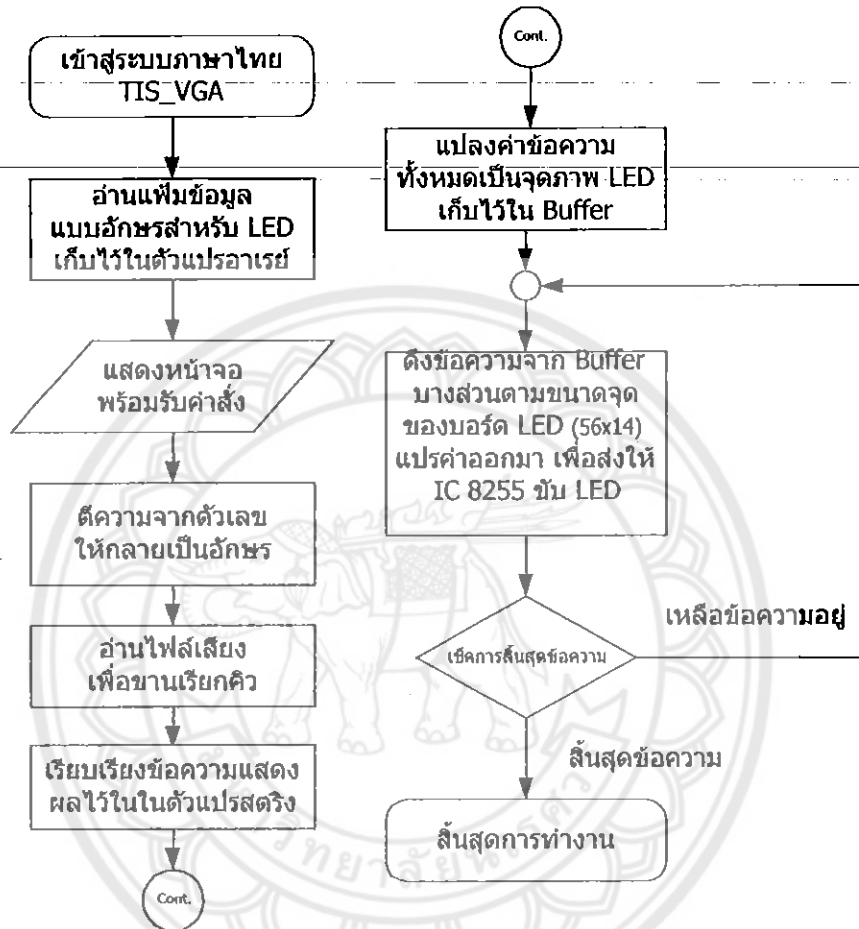 เข้าสู่ระบบภาษาไทย
TIS_VGA
อ่านแฟ้มข้อมูล
แบบอักษรสำหรับ LED
เก็บไว้ในตัวแปรอาเรย์
แสดงหน้าจอ
พร้อมรับคำสั่ง
ตีความจากตัวเลข
ให้กลายเป็นอักษร
อ่านไฟล์เสียง
เพื่อขานเรียกคิว
เรียบเรียงข้อความแสดง
ผลไว้ในในตัวแปรสตริง
Cont.
Cont.
แปลงค่าข้อความ
ทั้งหมดเป็นจุดภาพ LED
เก็บไว้ใน Buffer
ดึงข้อความจาก Buffer
บางส่วนตามขนาดจุด
ของบอร์ด LED (56x14)
แปรค่าออกมา เพื่อส่งให้
IC 8255 ขับ LED
เช็คการสิ้นสุดข้อความ
เหลือข้อความอยู่
สิ้นสุดข้อความ
สิ้นสุดการทำงาน